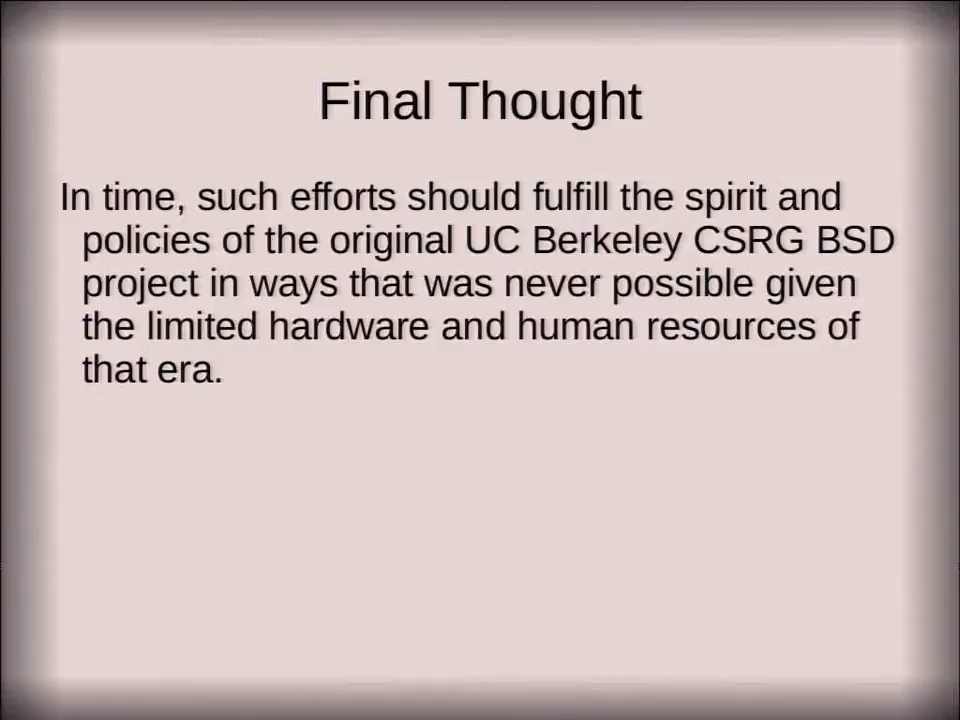 Final Thought
In time, such efforts should fulfill the spirit and
policies of the original UC Berkeley CSRG BSD
project in ways that was never possible given
the limited hardware and human resources of
that era.